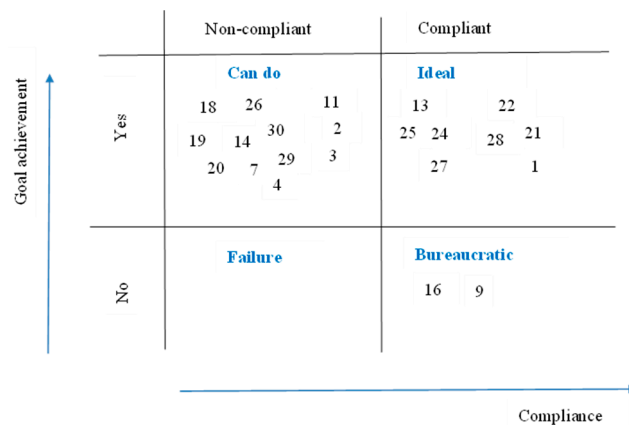 Non-compliant Compliant
Goal achievement
Yes
Can do Ideal
18 26 11 13 22
19 14 30 2 25 24 28 21
20 7 29 3 27 1
4
No
Failure Bureaucratic
16 9
Compliance